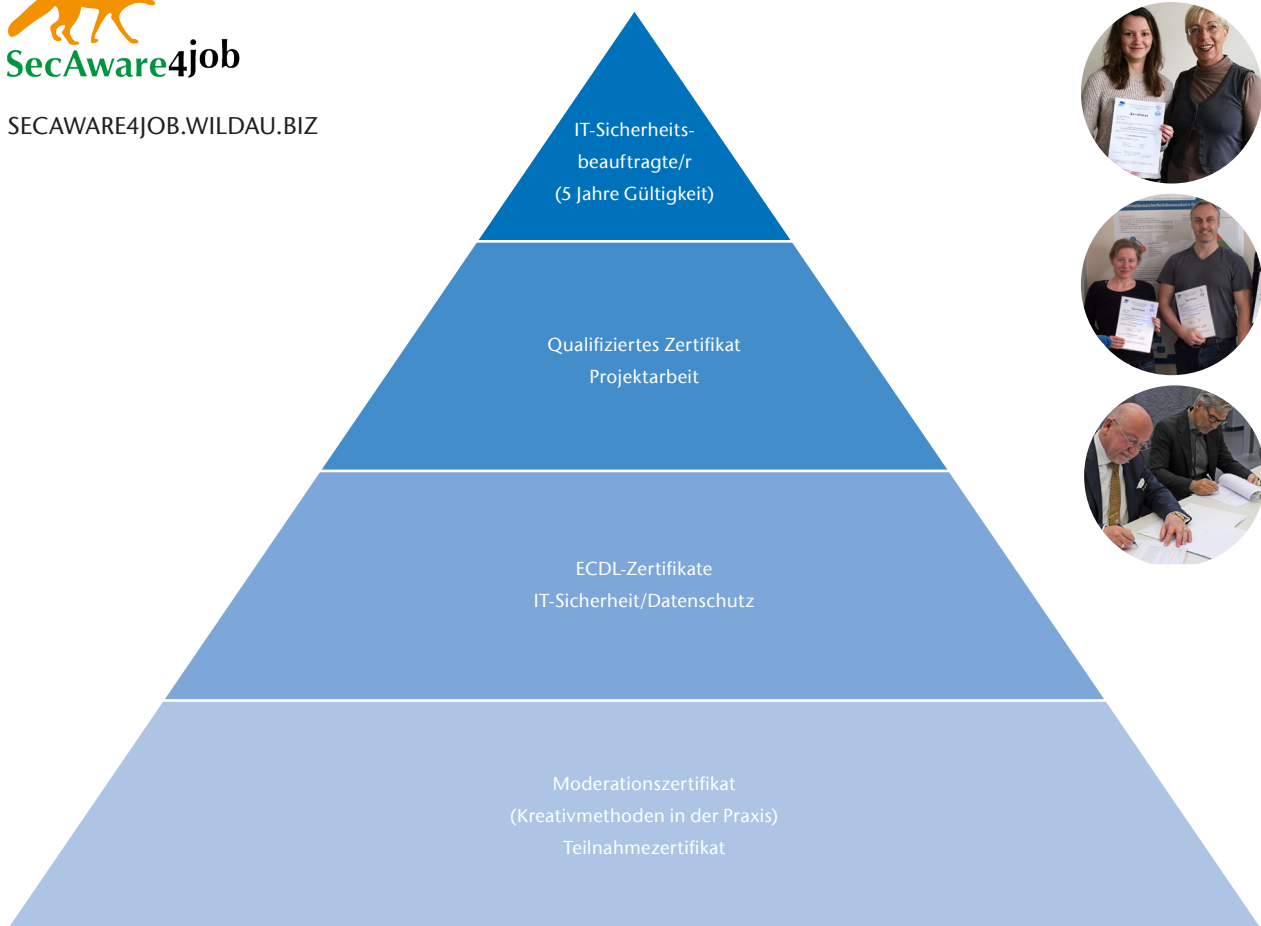 SecAware4job
SECAWARE4JOB.WILDAU.BIZ
IT-Sicherheits-
beauftragte/r
(5 Jahre Gültigkeit)
Qualifiziertes Zertifikat
Projektarbeit
ECDL-Zertifikate
IT-Sicherheit/Datenschutz
Moderationszertifikat
(Kreativmethoden in der Praxis)
Teilnahmezertifikat